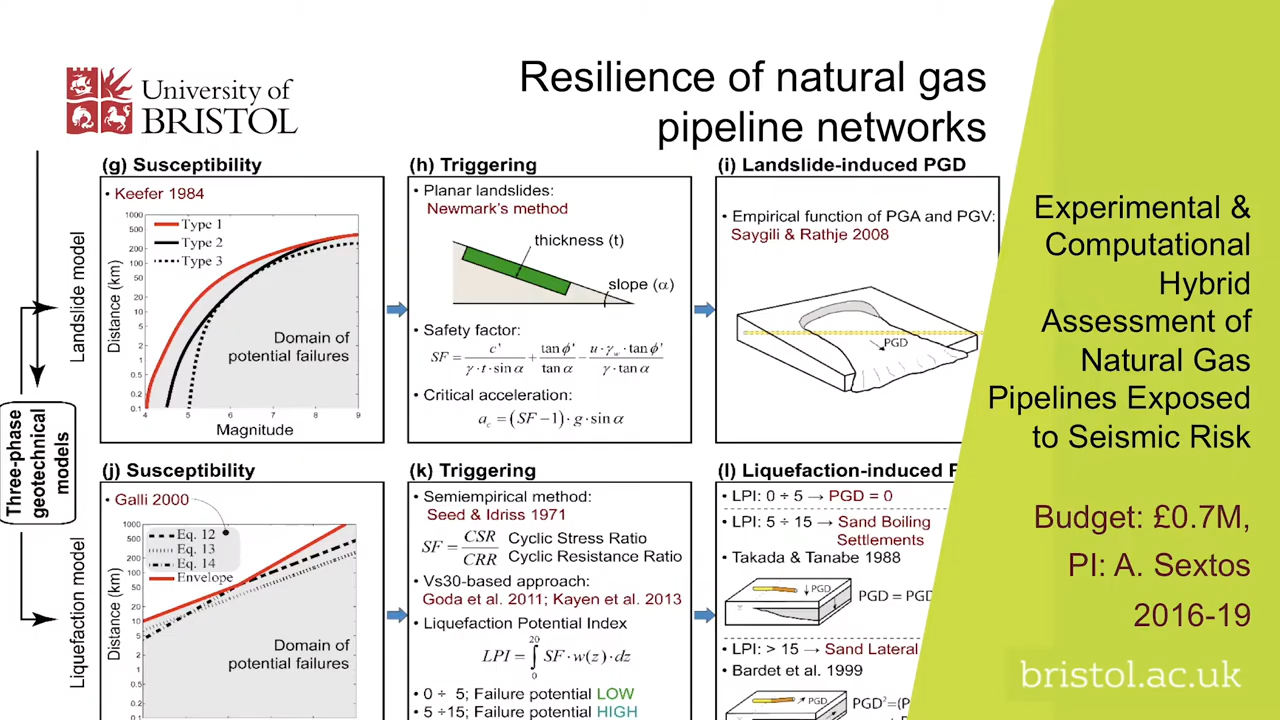 University of
BRISTOL
Resilience of natural gas
pipeline networks
(g) Susceptibility
• Keefer 1984
Type 1
Type 2
Type 3
1000
500
200
100
50
20
10
5
2
1
0.5
0.2
0.1
Distance (km)
Domain of
potential failures
4 5 6 7 8 9
Magnitude
Landslide model
(h) Triggering
• Planar landslides:
Newmark's method
thickness (t)
slope (α)
• Safety factor:
SF = c' / γ·t·sin α + tan ϕ' / tan α − u·γw·tan ϕ' / γ·tan α
• Critical acceleration:
ac = (SF −1)· g·sin α
(i) Landslide-induced PGD
• Empirical function of PGA and PGV:
Saygili & Rathje 2008
PGD
Three-phase
geotechnical
models
(j) Susceptibility
• Galli 2000
Eq. 12
Eq. 13
Eq. 14
Envelope
1000
500
200
100
50
20
10
5
2
1
0.5
0.2
0.1
Distance (km)
Domain of
potential failures
Liquefaction model
(k) Triggering
• Semiempirical method:
Seed & Idriss 1971
SF = CSR / CRR
Cyclic Stress Ratio
Cyclic Resistance Ratio
• Vs30-based approach:
Goda et al. 2011; Kayen et al. 2013
• Liquefaction Potential Index
LPI = ∫ 0 20 SF·w(z)·dz
• 0 ÷ 5; Failure potential LOW
• 5 ÷15; Failure potential HIGH
(l) Liquefaction-induced
• LPI: 0 ÷ 5 → PGD = 0
• LPI: 5 ÷ 15 → Sand Boiling
Settlements
• Takada & Tanabe 1988
PGD
PGD = PGD
• LPI: > 15 → Sand Lateral
• Bardet et al. 1999
PGD
PGD²=(P
Experimental &
Computational
Hybrid
Assessment of
Natural Gas
Pipelines Exposed
to Seismic Risk
Budget: £0.7M,
PI: A. Sextos
2016-19
bristol.ac.uk